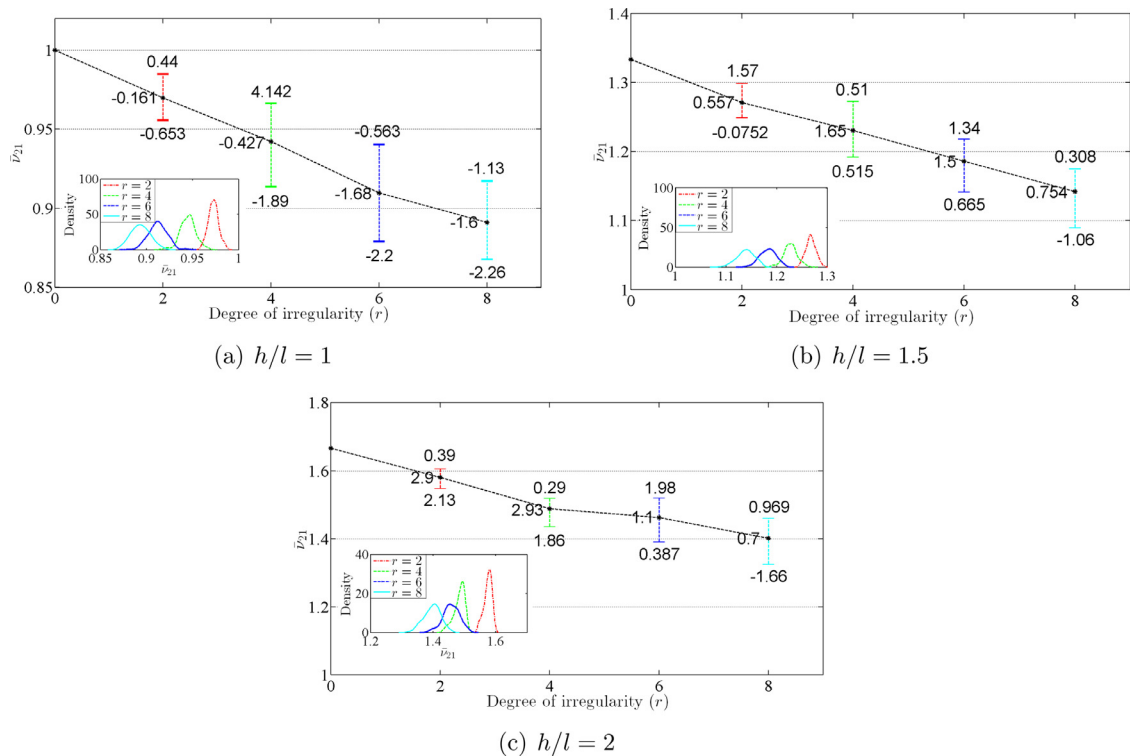 1
0.95
0.9
0.85
ν̄₂₁
0.44
-0.161
-0.653
4.142
-0.427
-1.89
-0.563
-1.68
-2.2
-1.13
-1.6
-2.26
100
50
0
Density
r = 2
r = 4
r = 6
r = 8
0.85 0.9 0.95 1
ν̄₂₁
0 2 4 6 8
Degree of irregularity (r)
(a) h/l = 1
1.4
1.3
1.2
1.1
1
ν̄₂₁
1.57
0.557
-0.0752
0.51
1.65
0.515
1.34
1.5
0.665
0.308
0.754
-1.06
100
50
0
Density
r = 2
r = 4
r = 6
r = 8
1 1.1 1.2 1.3
0 2 4 6 8
Degree of irregularity (r)
(b) h/l = 1.5
1.8
1.6
1.4
1.2
1
ν̄₂₁
0.39
2.9
2.13
0.29
2.93
1.86
1.98
1.1
0.387
0.969
0.7
-1.66
40
20
0
Density
r = 2
r = 4
r = 6
r = 8
1.2 1.4 1.6
ν̄₂₁
0 2 4 6 8
Degree of irregularity (r)
(c) h/l = 2